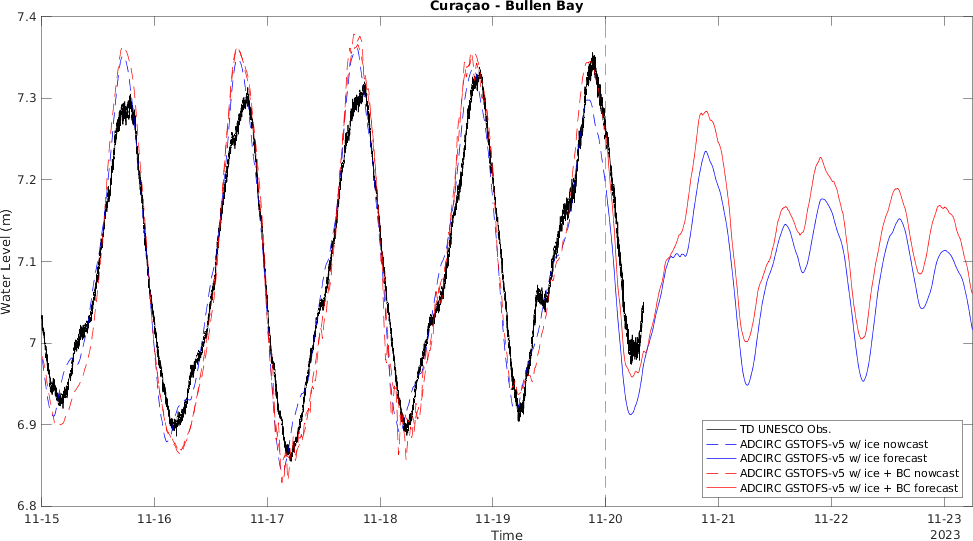 Curaçao - Bullen Bay
7.4
7.3
7.2
7.1
7
6.9
6.8
Water Level (m)
11-15 11-16 11-17 11-18 11-19 11-20 11-21 11-22 11-23
Time
2023
TD UNESCO Obs.
ADCIRC GSTOFS-v5 w/ ice nowcast
ADCIRC GSTOFS-v5 w/ ice forecast
ADCIRC GSTOFS-v5 w/ ice + BC nowcast
ADCIRC GSTOFS-v5 w/ ice + BC forecast